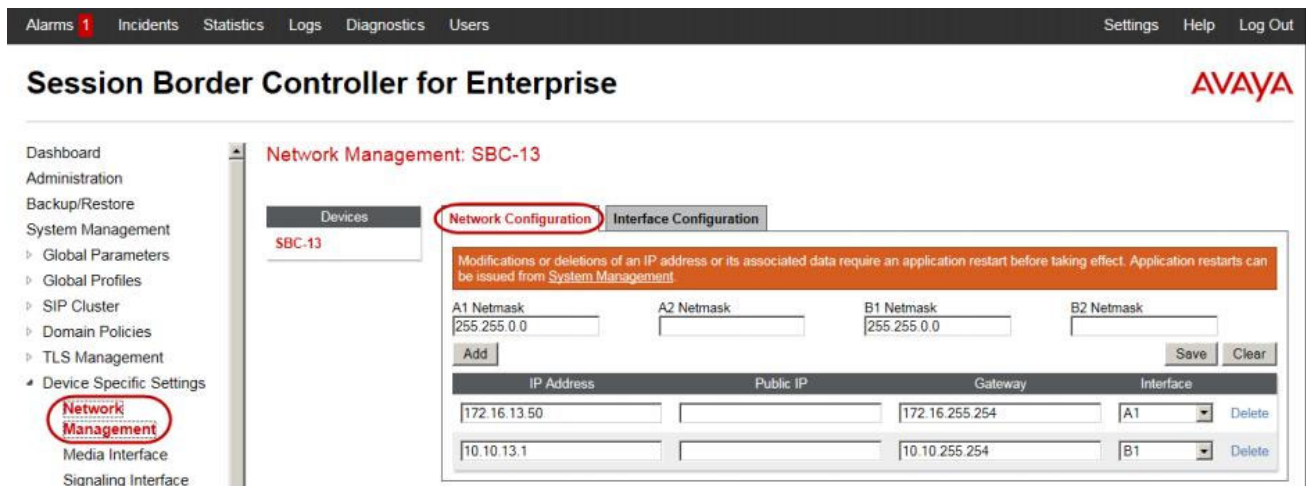 Alarms 1 Incidents Statistics Logs Diagnostics Users Settings Help Log Out
Session Border Controller for Enterprise
AVAYA
Dashboard
Administration
Backup/Restore
System Management
Global Parameters
Global Profiles
SIP Cluster
Domain Policies
TLS Management
Device Specific Settings
Network
Management
Media Interface
Signaling Interface
Network Management: SBC-13
Devices
SBC-13
Network Configuration Interface Configuration
Modifications or deletions of an IP address or its associated data require an application restart before taking effect. Application restarts can
be issued from System Management.
A1 Netmask A2 Netmask B1 Netmask B2 Netmask
255.255.0.0 255.255.0.0
Add Save Clear
IP Address Public IP Gateway Interface
172.16.13.50 172.16.255.254 A1 Delete
10.10.13.1 10.10.255.254 B1 Delete